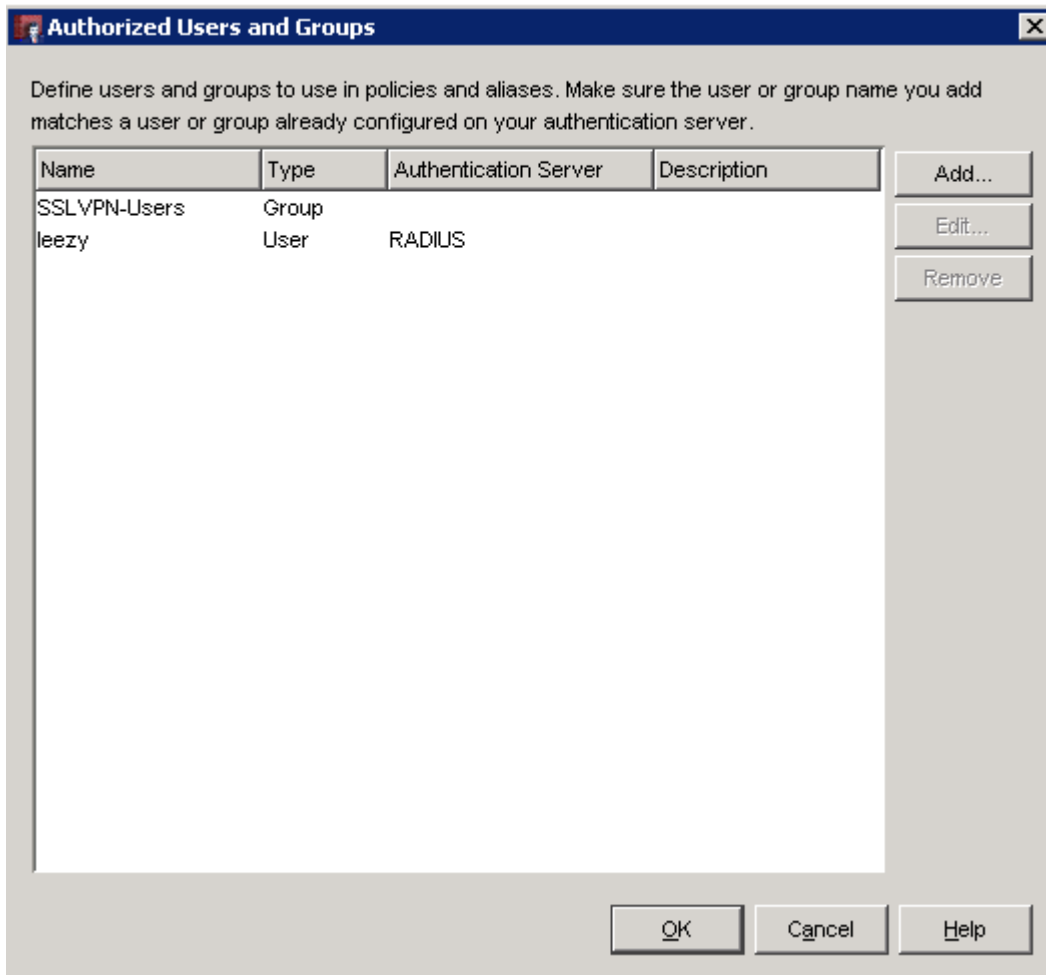 Authorized Users and Groups
Define users and groups to use in policies and aliases. Make sure the user or group name you add
matches a user or group already configured on your authentication server.
Name Type Authentication Server Description
SSLVPN-Users Group
leezy User RADIUS
Add...
Edit...
Remove
OK Cancel Help